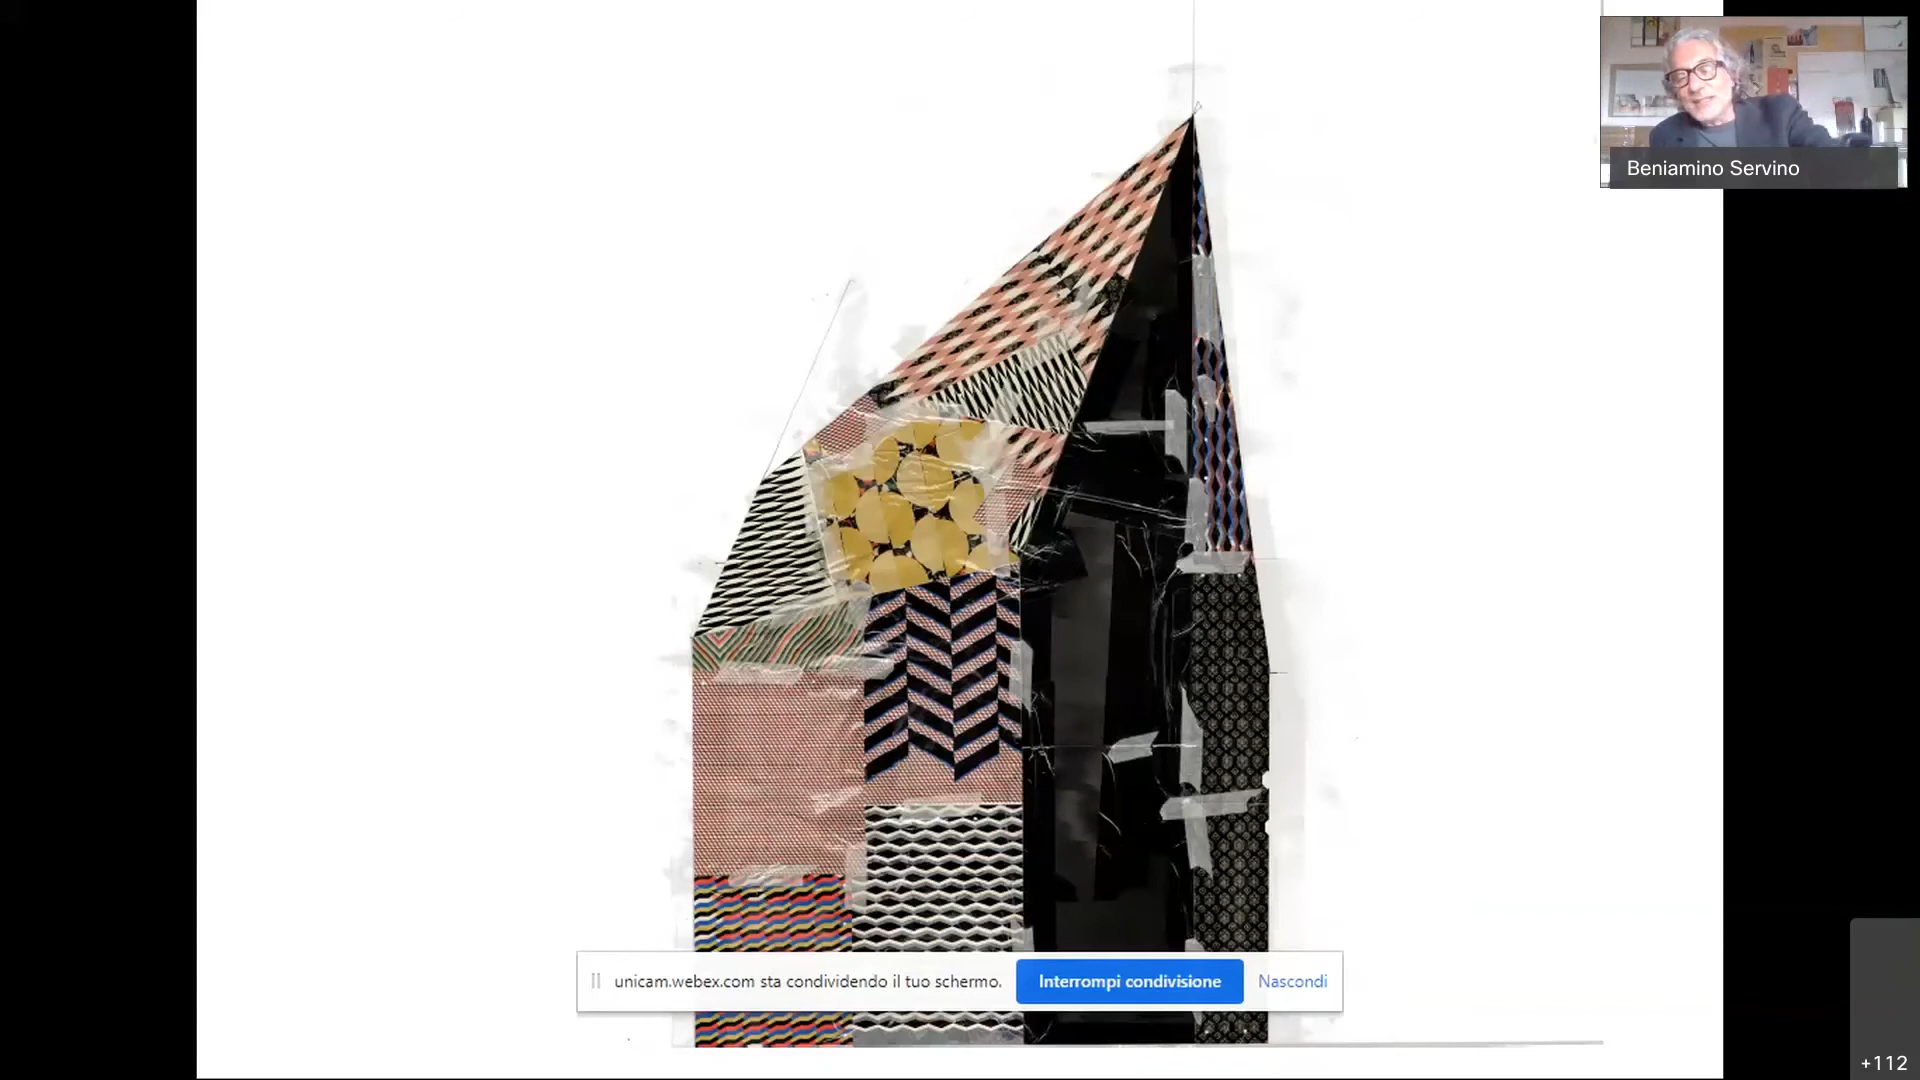 Beniamino Servino
unicam.webex.com sta condividendo il tuo schermo. Interrompi condivisione Nascondi
+112